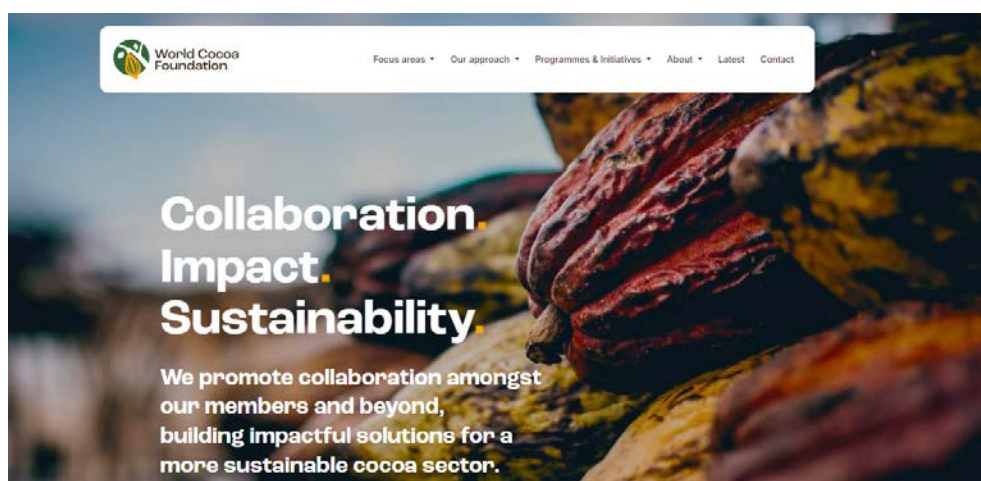 World Cocoa
Foundation
Focus areas Our approach Programmes & Initiatives About Latest Contact
Collaboration.
Impact.
Sustainability.
We promote collaboration amongst
our members and beyond,
building impactful solutions for a
more sustainable cocoa sector.